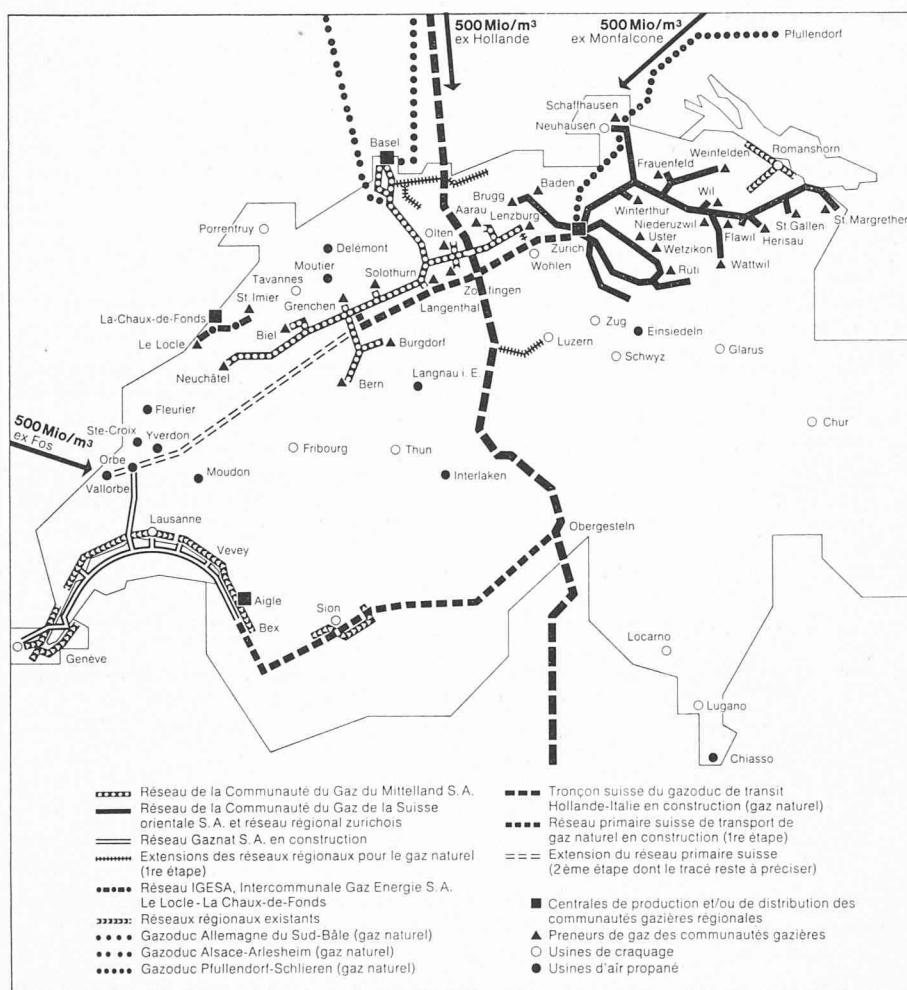 500 Mio/m³
ex Hollande
500 Mio/m³
ex Monfalcone
Pfullendorf
Schaffhausen
Neuhausen
Romanshorn
Weinfelden
Frauenfeld
Basel
Baden
Brugg
Wil
Winterthur
Niederuzwil
St. Gallen
St. Margrethen
Lenzburg
Aarau
Olten
Zürich
Uster
Flawil
Herisau
Wetzikon
Wattwil
Rüti
Porrentruy
Delémont
Wohlen
Moutier
Solothurn
Tavannes
Zofingen
St. Imier
Grenchen
Langenthal
La-Chaux-de-Fonds
Zug
Einsiedeln
Le Locle
Biel
Burgdorf
Luzern
Schwyz
Glarus
Neuchâtel
Bern
Langnau i. E.
Fleurier
500 Mio/m³
ex Fos
Ste-Croix
Yverdon
Chur
Orbe
Fribourg
Thun
Vallorbe
Moudon
Interlaken
Lausanne
Obergesteln
Vevey
Aigle
Sion
Bex
Genève
Locarno
Lugano
Chiasso
Réseau de la Communauté du Gaz du Mittelland S. A.
Réseau de la Communauté du Gaz de la Suisse
orientale S. A. et réseau régional zurichois
Réseau Gaznat S. A. en construction
Extensions des réseaux régionaux pour le gaz naturel
(1re étape)
Réseau IGESA, Intercommunale Gaz Energie S. A.
Le Locle - La Chaux-de-Fonds
Réseaux régionaux existants
Gazoduc Allemagne du Sud-Bâle (gaz naturel)
Gazoduc Alsace-Arlesheim (gaz naturel)
Gazoduc Pfullendorf-Schlieren (gaz naturel)
Tronçon suisse du gazoduc de transit
Hollande-Italie en construction (gaz naturel)
Réseau primaire suisse de transport de
gaz naturel en construction (1re étape)
Extension du réseau primaire suisse
(2ème étape dont le tracé reste à préciser)
Centrales de production et/ou de distribution des
communautés gazières régionales
Preneurs de gaz des communautés gazières
Usines de craquage
Usines d'air propané